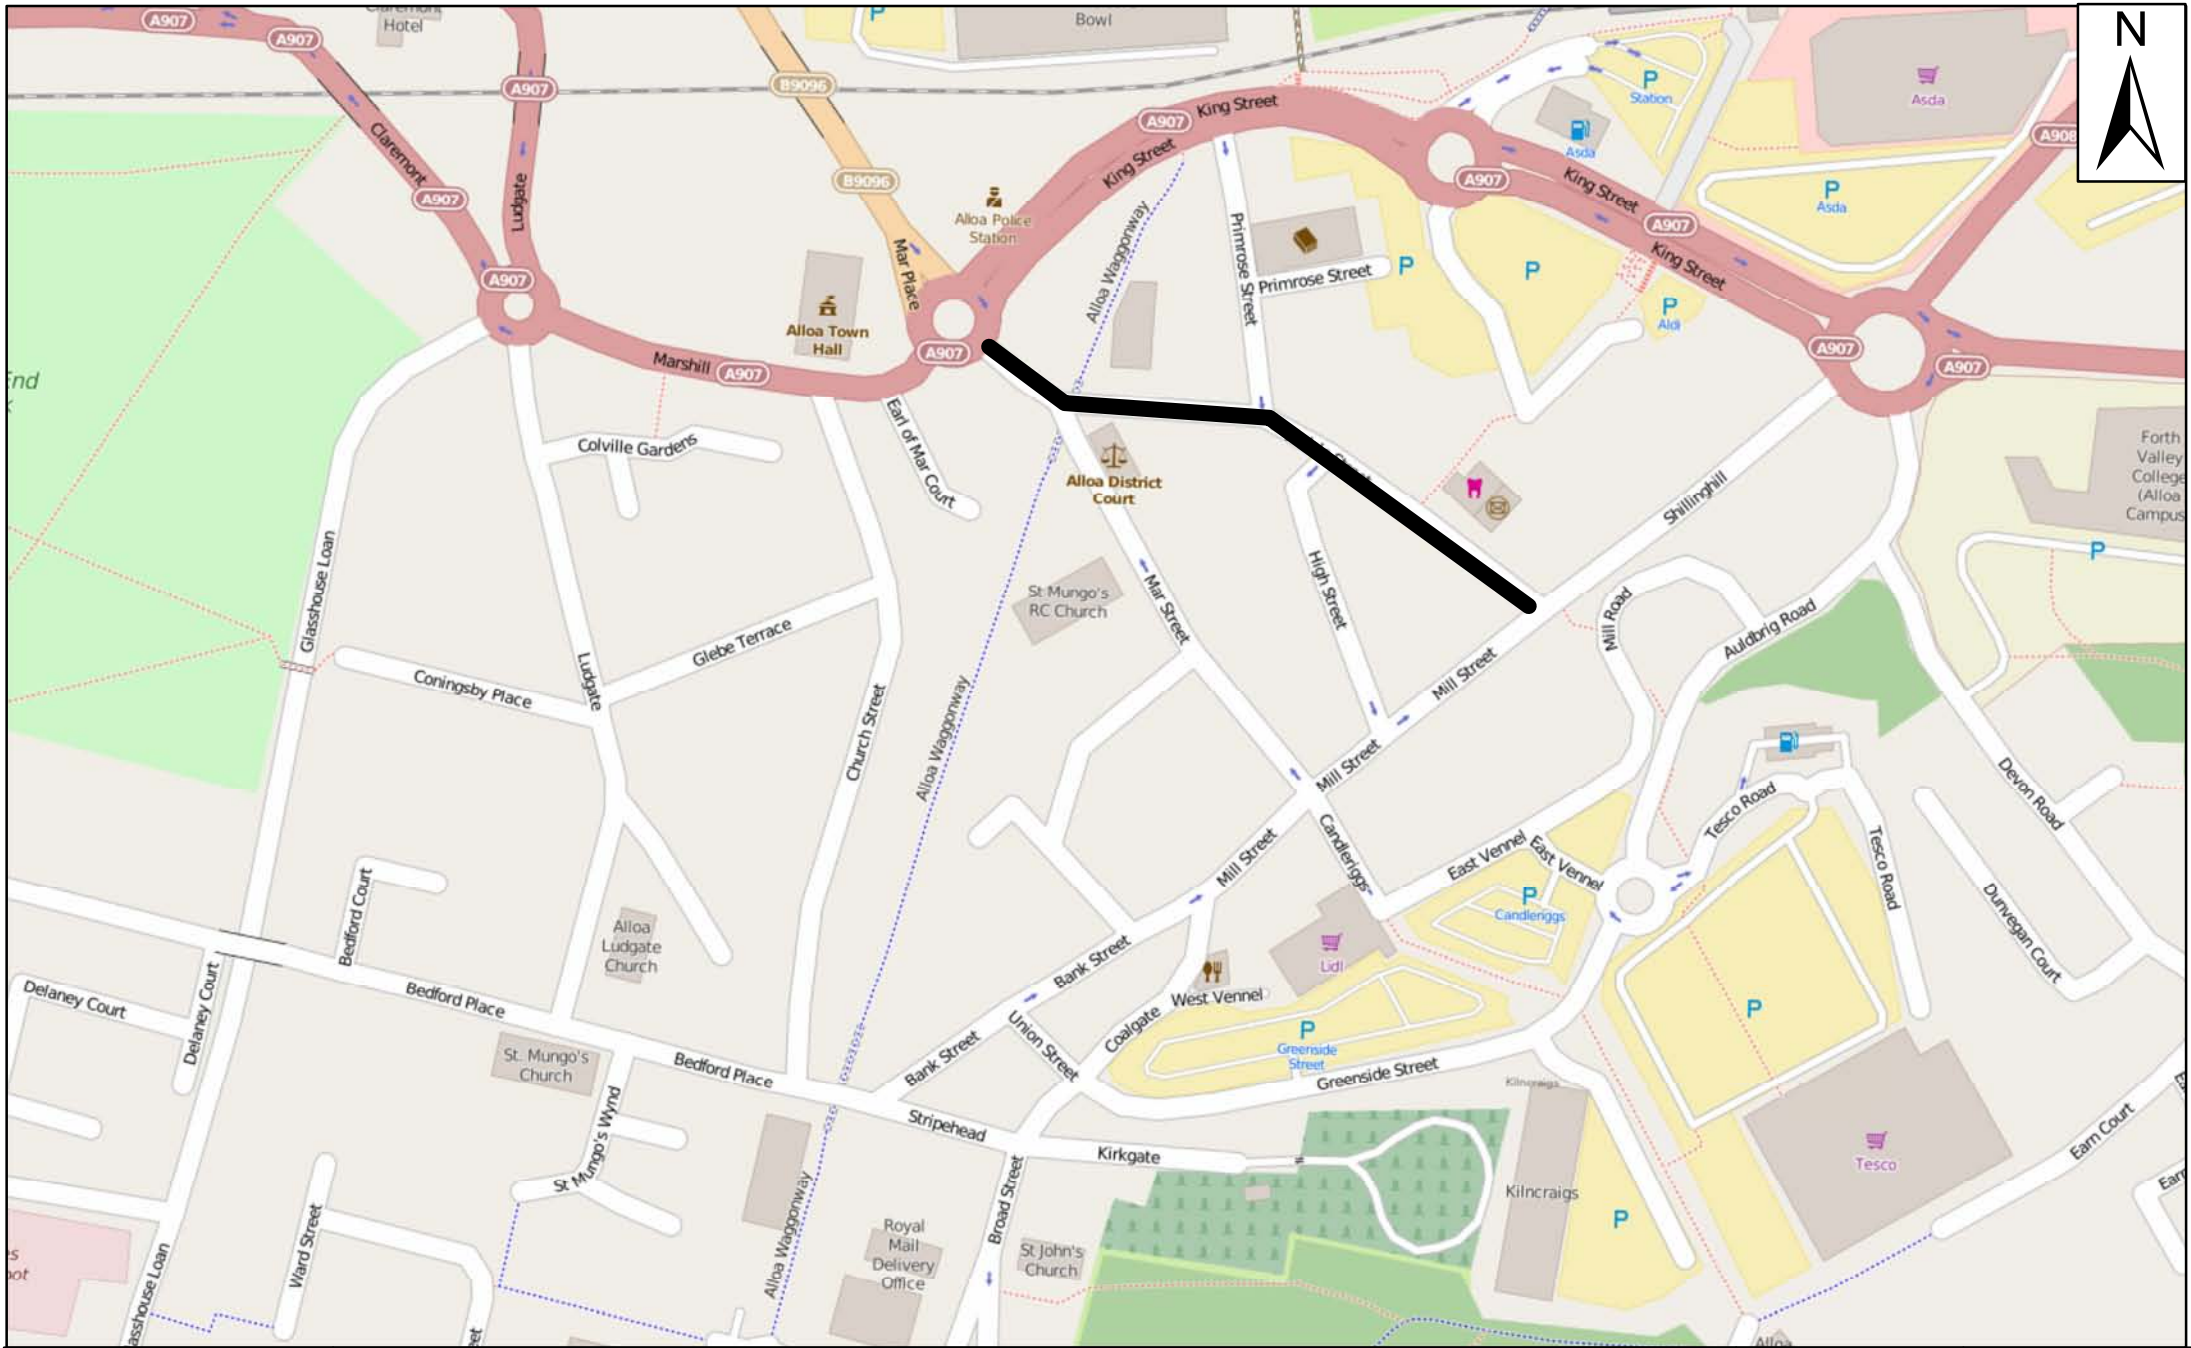 A907
A907
Claremont
Hotel
Bowl
N
A907
B9096
King Street
A907
P
P
Station
Asda
Asda
A908
Claremont
A907
Ludgate
B9096
King Street
A907
King Street
P
Asda
Alloa Police
Station
Mar Place
Alloa Waggonway
Primrose Street
Primrose Street
P
P
A907
King Street
P
Aldi
A907
Alloa Town
Hall
A907
A907
A907
Marshill
A907
End
Earl of Mar Court
Colville Gardens
Alloa District
Court
Shillinghill
Forth
Valley
College
(Alloa
Campus
P
Glasshouse Loan
High Street
St Mungo's
RC Church
Mar Street
Mill Road
Auldbrig Road
Glebe Terrace
Ludgate
Coningsby Place
Church Street
Alloa Waggonway
Mill Street
Mill Street
Mill Street
Candleriggs
East Vennel
East Vennel
P
Candleriggs
Tesco Road
Tesco Road
Devon Road
Dunvegan Court
Bedford Court
Alloa
Ludgate
Church
Bank Street
Lidl
West Vennel
Delaney Court
Delaney Court
Bedford Place
St. Mungo's
Church
Bedford Place
Bank Street
Union Street
Coalgate
P
Greenside
Street
Greenside Street
P
Kilncraigs
Stripehead
Kirkgate
St Mungo's Wynd
Tesco
Earn Court
Kilncraigs
P
Ward Street
Alloa Waggonway
Royal
Mail
Delivery
Office
Broad Street
St John's
Church
Glasshouse Loan
Alloa